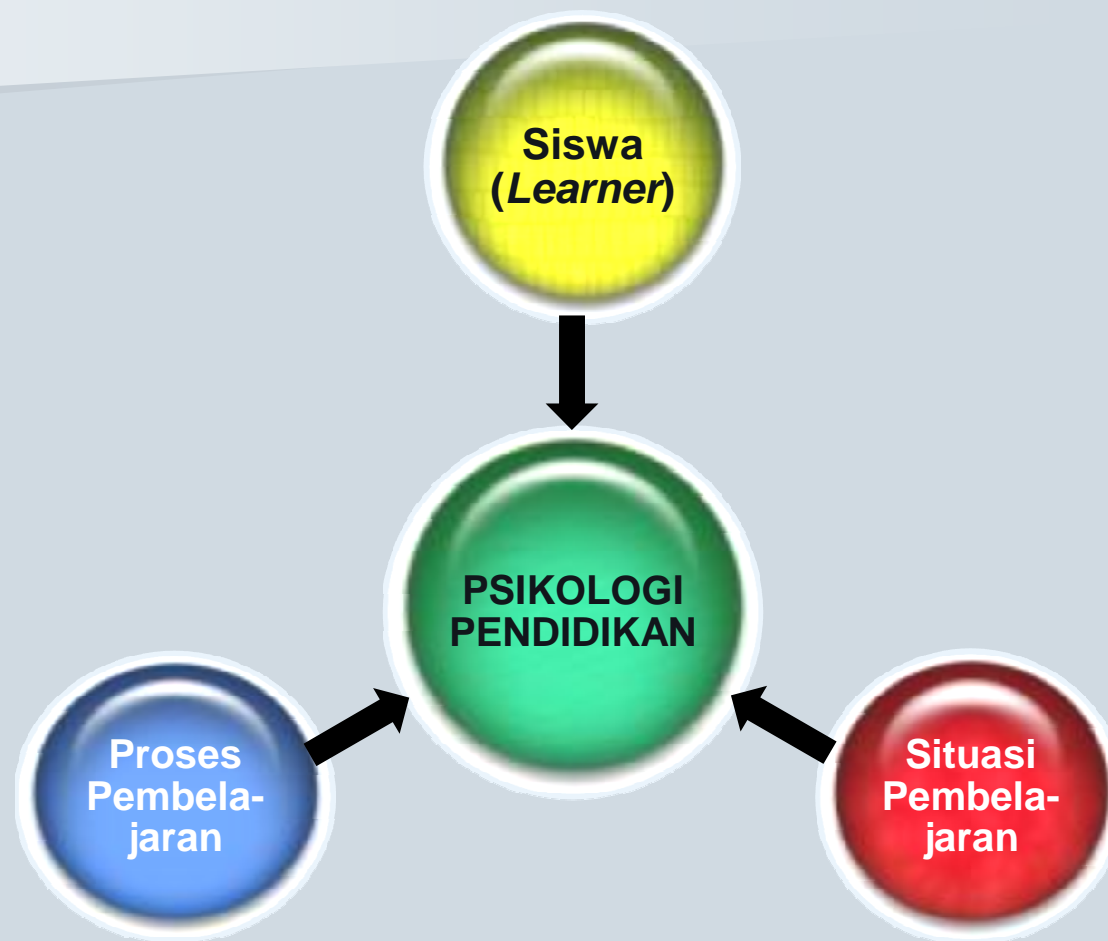 Siswa
(Learner)
PSIKOLOGI
PENDIDIKAN
Proses
Pembela-
jaran
Situasi
Pembela-
jaran